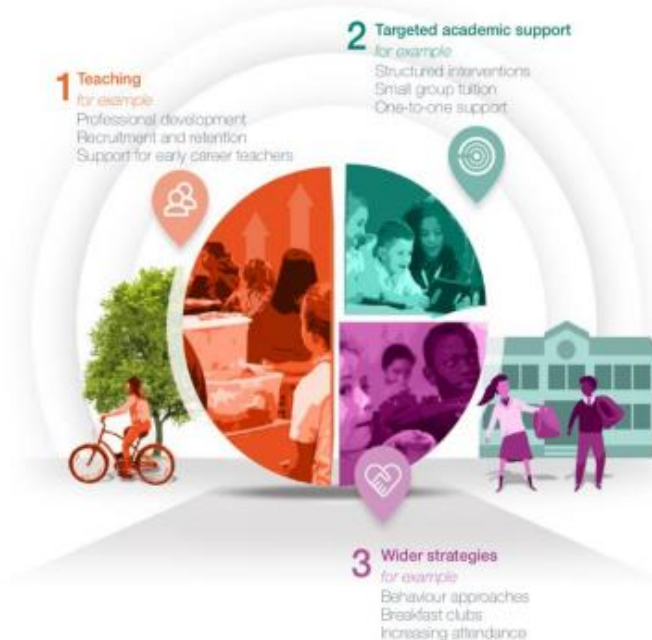 1 Teaching
for example
Professional development
Recruitment and retention
Support for early career teachers
2 Targeted academic support
for example
Structured interventions
Small group tuition
One-to-one support
3 Wider strategies
for example
Behaviour approaches
Breakfast clubs
Increasing attendance